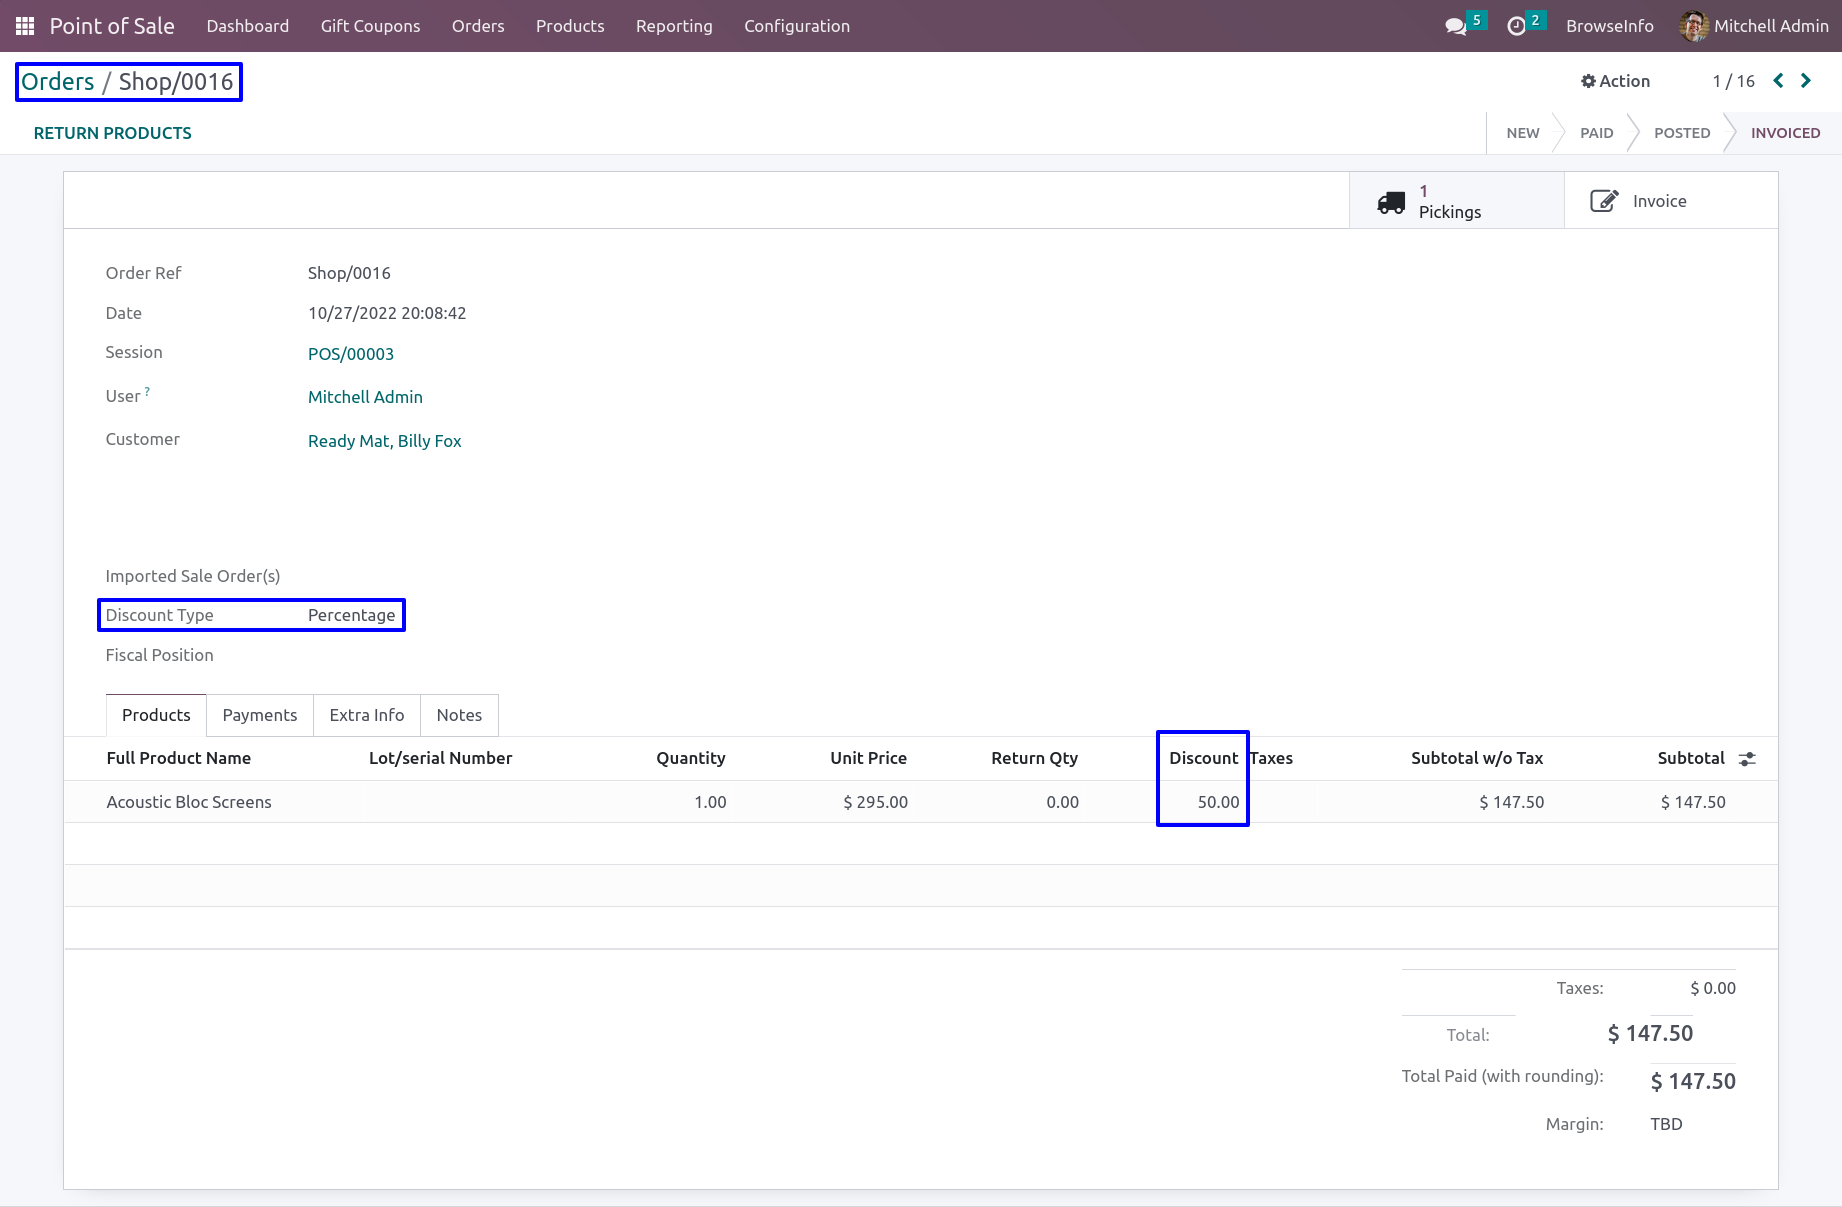 Point of Sale Dashboard Gift Coupons Orders Products Reporting Configuration 5 2 BrowseInfo Mitchell Admin
Orders / Shop/0016 Action 1 / 16
RETURN PRODUCTS NEW PAID POSTED INVOICED
1
Pickings
Invoice
Order Ref Shop/0016
Date 10/27/2022 20:08:42
Session POS/00003
User ? Mitchell Admin
Customer Ready Mat, Billy Fox
Imported Sale Order(s)
Discount Type Percentage
Fiscal Position
Products Payments Extra Info Notes
Full Product Name Lot/serial Number Quantity Unit Price Return Qty Discount Taxes Subtotal w/o Tax Subtotal
Acoustic Bloc Screens 1.00 $ 295.00 0.00 50.00 $ 147.50 $ 147.50
Taxes: $ 0.00
Total: $ 147.50
Total Paid (with rounding): $ 147.50
Margin: TBD